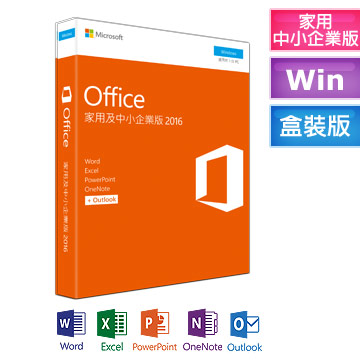 Microsoft
Windows
Office
家用及中小企業版 2016
Word
Excel
PowerPoint
OneNote
+ Outlook
Office
家用及中小企業版 2016
家用
中小企業版
Win
盒裝版
Word
Excel
PowerPoint
OneNote
Outlook